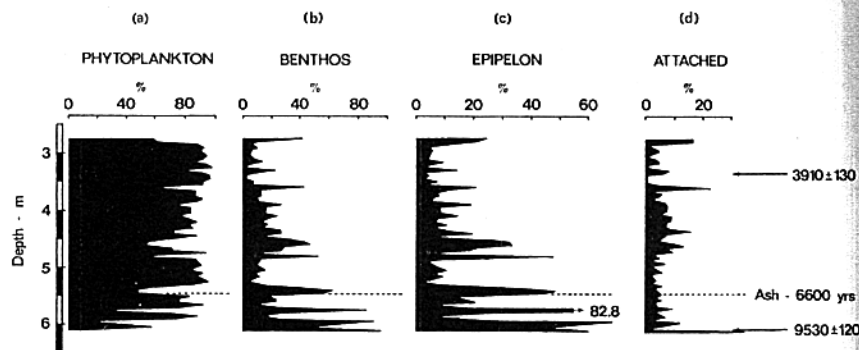 (a) (b) (c) (d)
PHYTOPLANKTON BENTHOS EPIPELON ATTACHED
% % % %
0 40 80 0 40 80 0 20 40 60 0 20
3
4
5
6
Depth - m
3910±130
Ash - 6600 yrs
82.8
9530±120